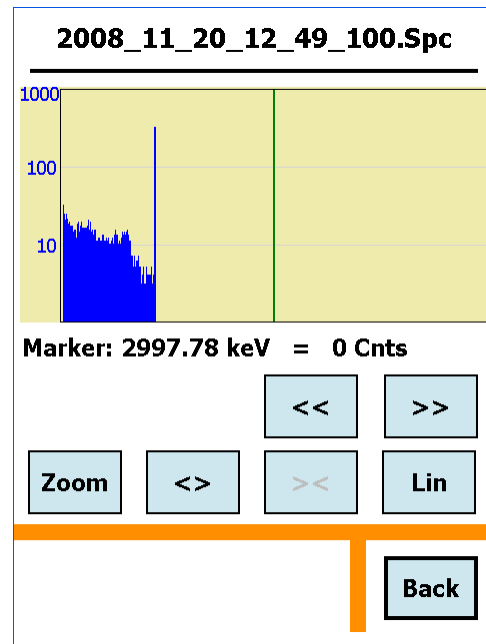 2008_11_20_12_49_100.Spc
1000
100
10
Marker: 2997.78 keV = 0 Cnts
<< >>
Zoom <> >< Lin
Back